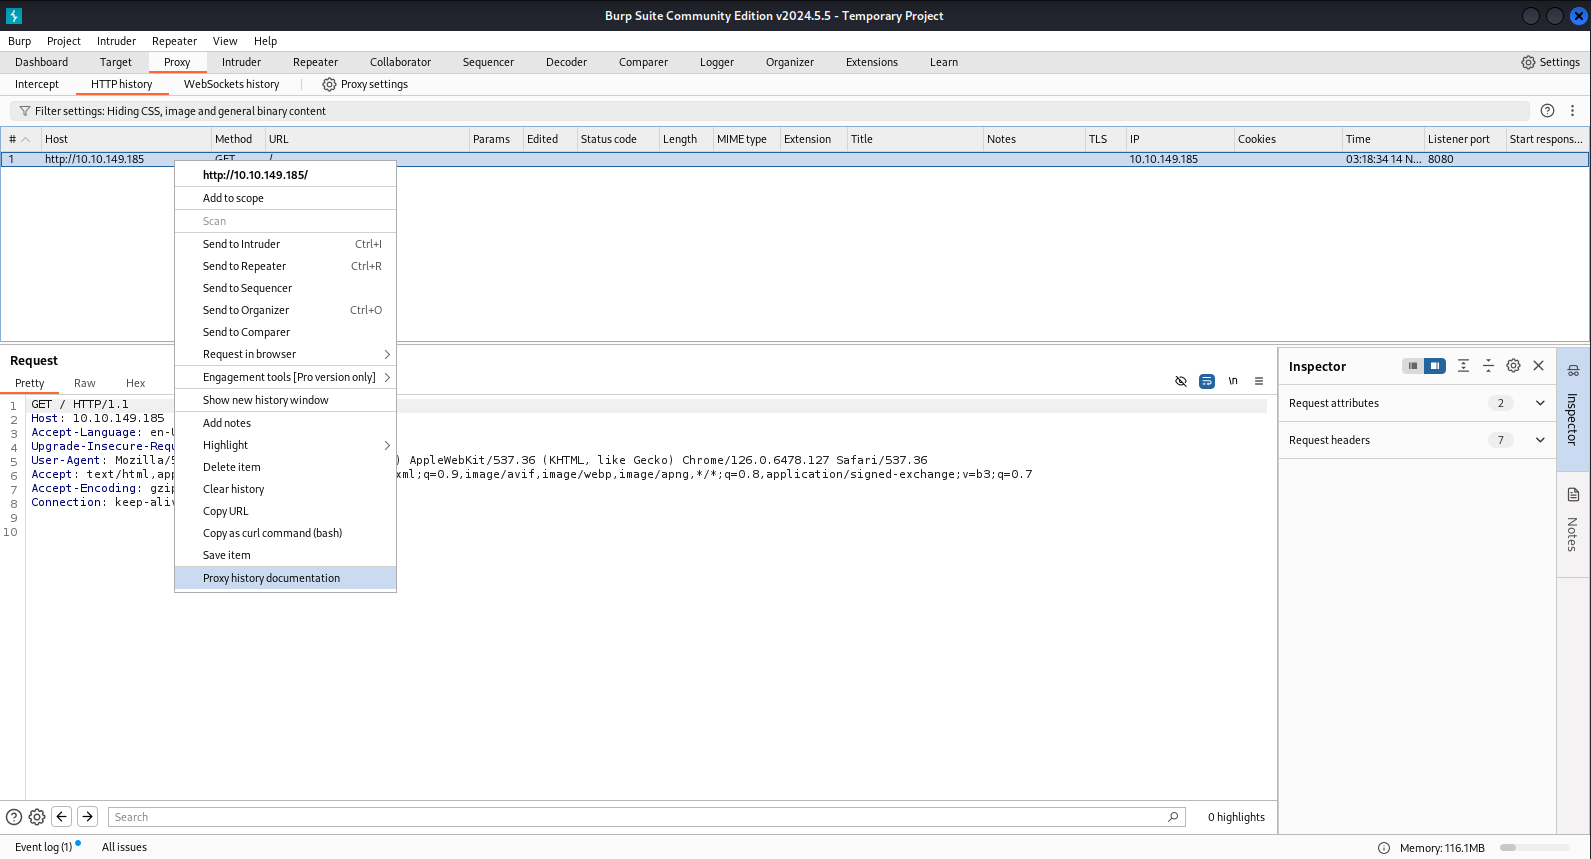 Burp Suite Community Edition v2024.5.5 - Temporary Project
Burp Project Intruder Repeater View Help
Dashboard Target Proxy Intruder Repeater Collaborator Sequencer Decoder Comparer Logger Organizer Extensions Learn Settings
Intercept HTTP history WebSockets history Proxy settings
Filter settings: Hiding CSS, image and general binary content
# Host Method URL Params Edited Status code Length MIME type Extension Title Notes TLS IP Cookies Time Listener port Start respons...
1 http://10.10.149.185 GET / 10.10.149.185 03:18:34 14 N... 8080
http://10.10.149.185/
Add to scope
Scan
Send to Intruder Ctrl+I
Send to Repeater Ctrl+R
Send to Sequencer
Send to Organizer Ctrl+O
Send to Comparer
Request in browser
Engagement tools [Pro version only]
Show new history window
Add notes
Highlight
Delete item
Clear history
Copy URL
Copy as curl command (bash)
Save item
Proxy history documentation
Request
Pretty Raw Hex
\n
1 GET / HTTP/1.1
2 Host: 10.10.149.185
3 Accept-Language: en-U
4 Upgrade-Insecure-Requ
5 User-Agent: Mozilla/5 ) AppleWebKit/537.36 (KHTML, like Gecko) Chrome/126.0.6478.127 Safari/537.36
6 Accept: text/html,app xml;q=0.9,image/avif,image/webp,image/apng,*/*;q=0.8,application/signed-exchange;v=b3;q=0.7
7 Accept-Encoding: gzip
8 Connection: keep-aliv
9
10
Inspector
Request attributes 2
Request headers 7
Inspector
Notes
Search
0 highlights
Event log (1) All issues
Memory: 116.1MB